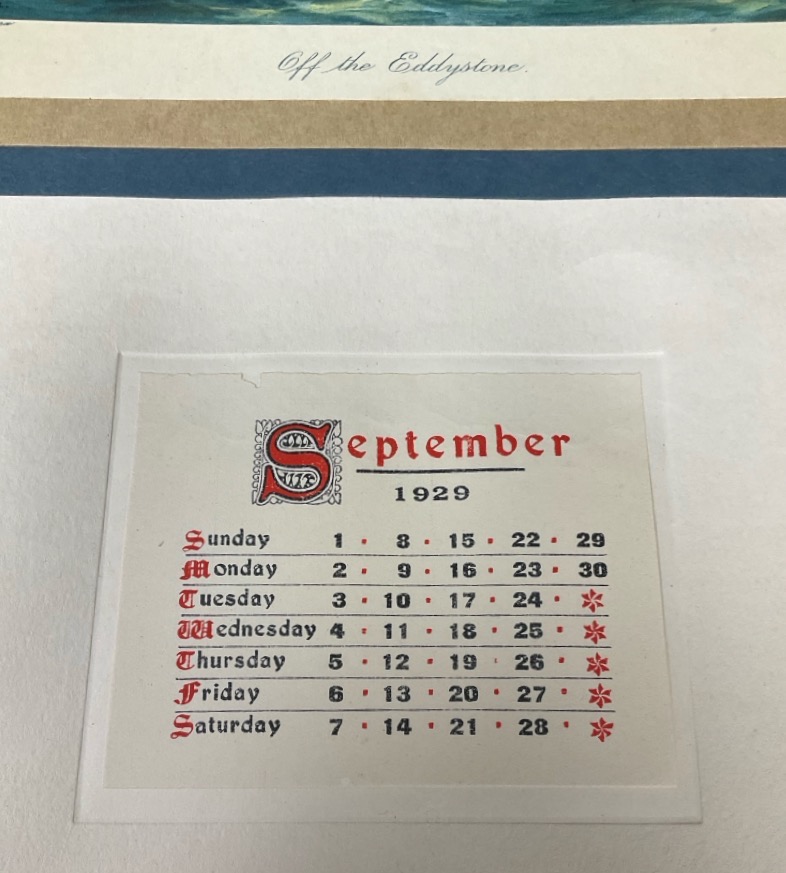 Off the Eddystone.
September
1929
Sunday 1 · 8 · 15 · 22 · 29
Monday 2 · 9 · 16 · 23 · 30
Tuesday 3 · 10 · 17 · 24 ·
Wednesday 4 · 11 · 18 · 25 ·
Thursday 5 · 12 · 19 · 26 ·
Friday 6 · 13 · 20 · 27 ·
Saturday 7 · 14 · 21 · 28 ·